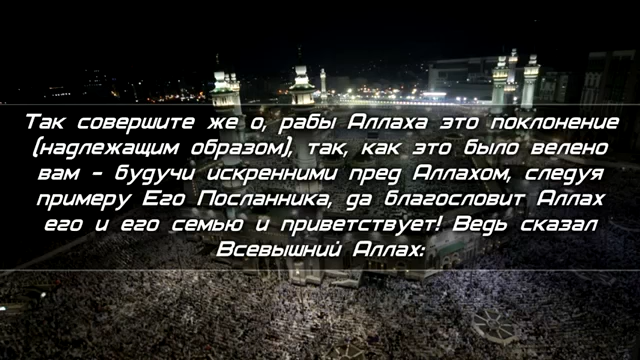 Так совершите же о, рабы Аллаха это поклонение
(надлежащим образом), так, как это было велено
вам - будучи искренними пред Аллахом, следуя
примеру Его Посланника, да благословит Аллах
его и его семью и приветствует! Ведь сказал
Всевышний Аллах: